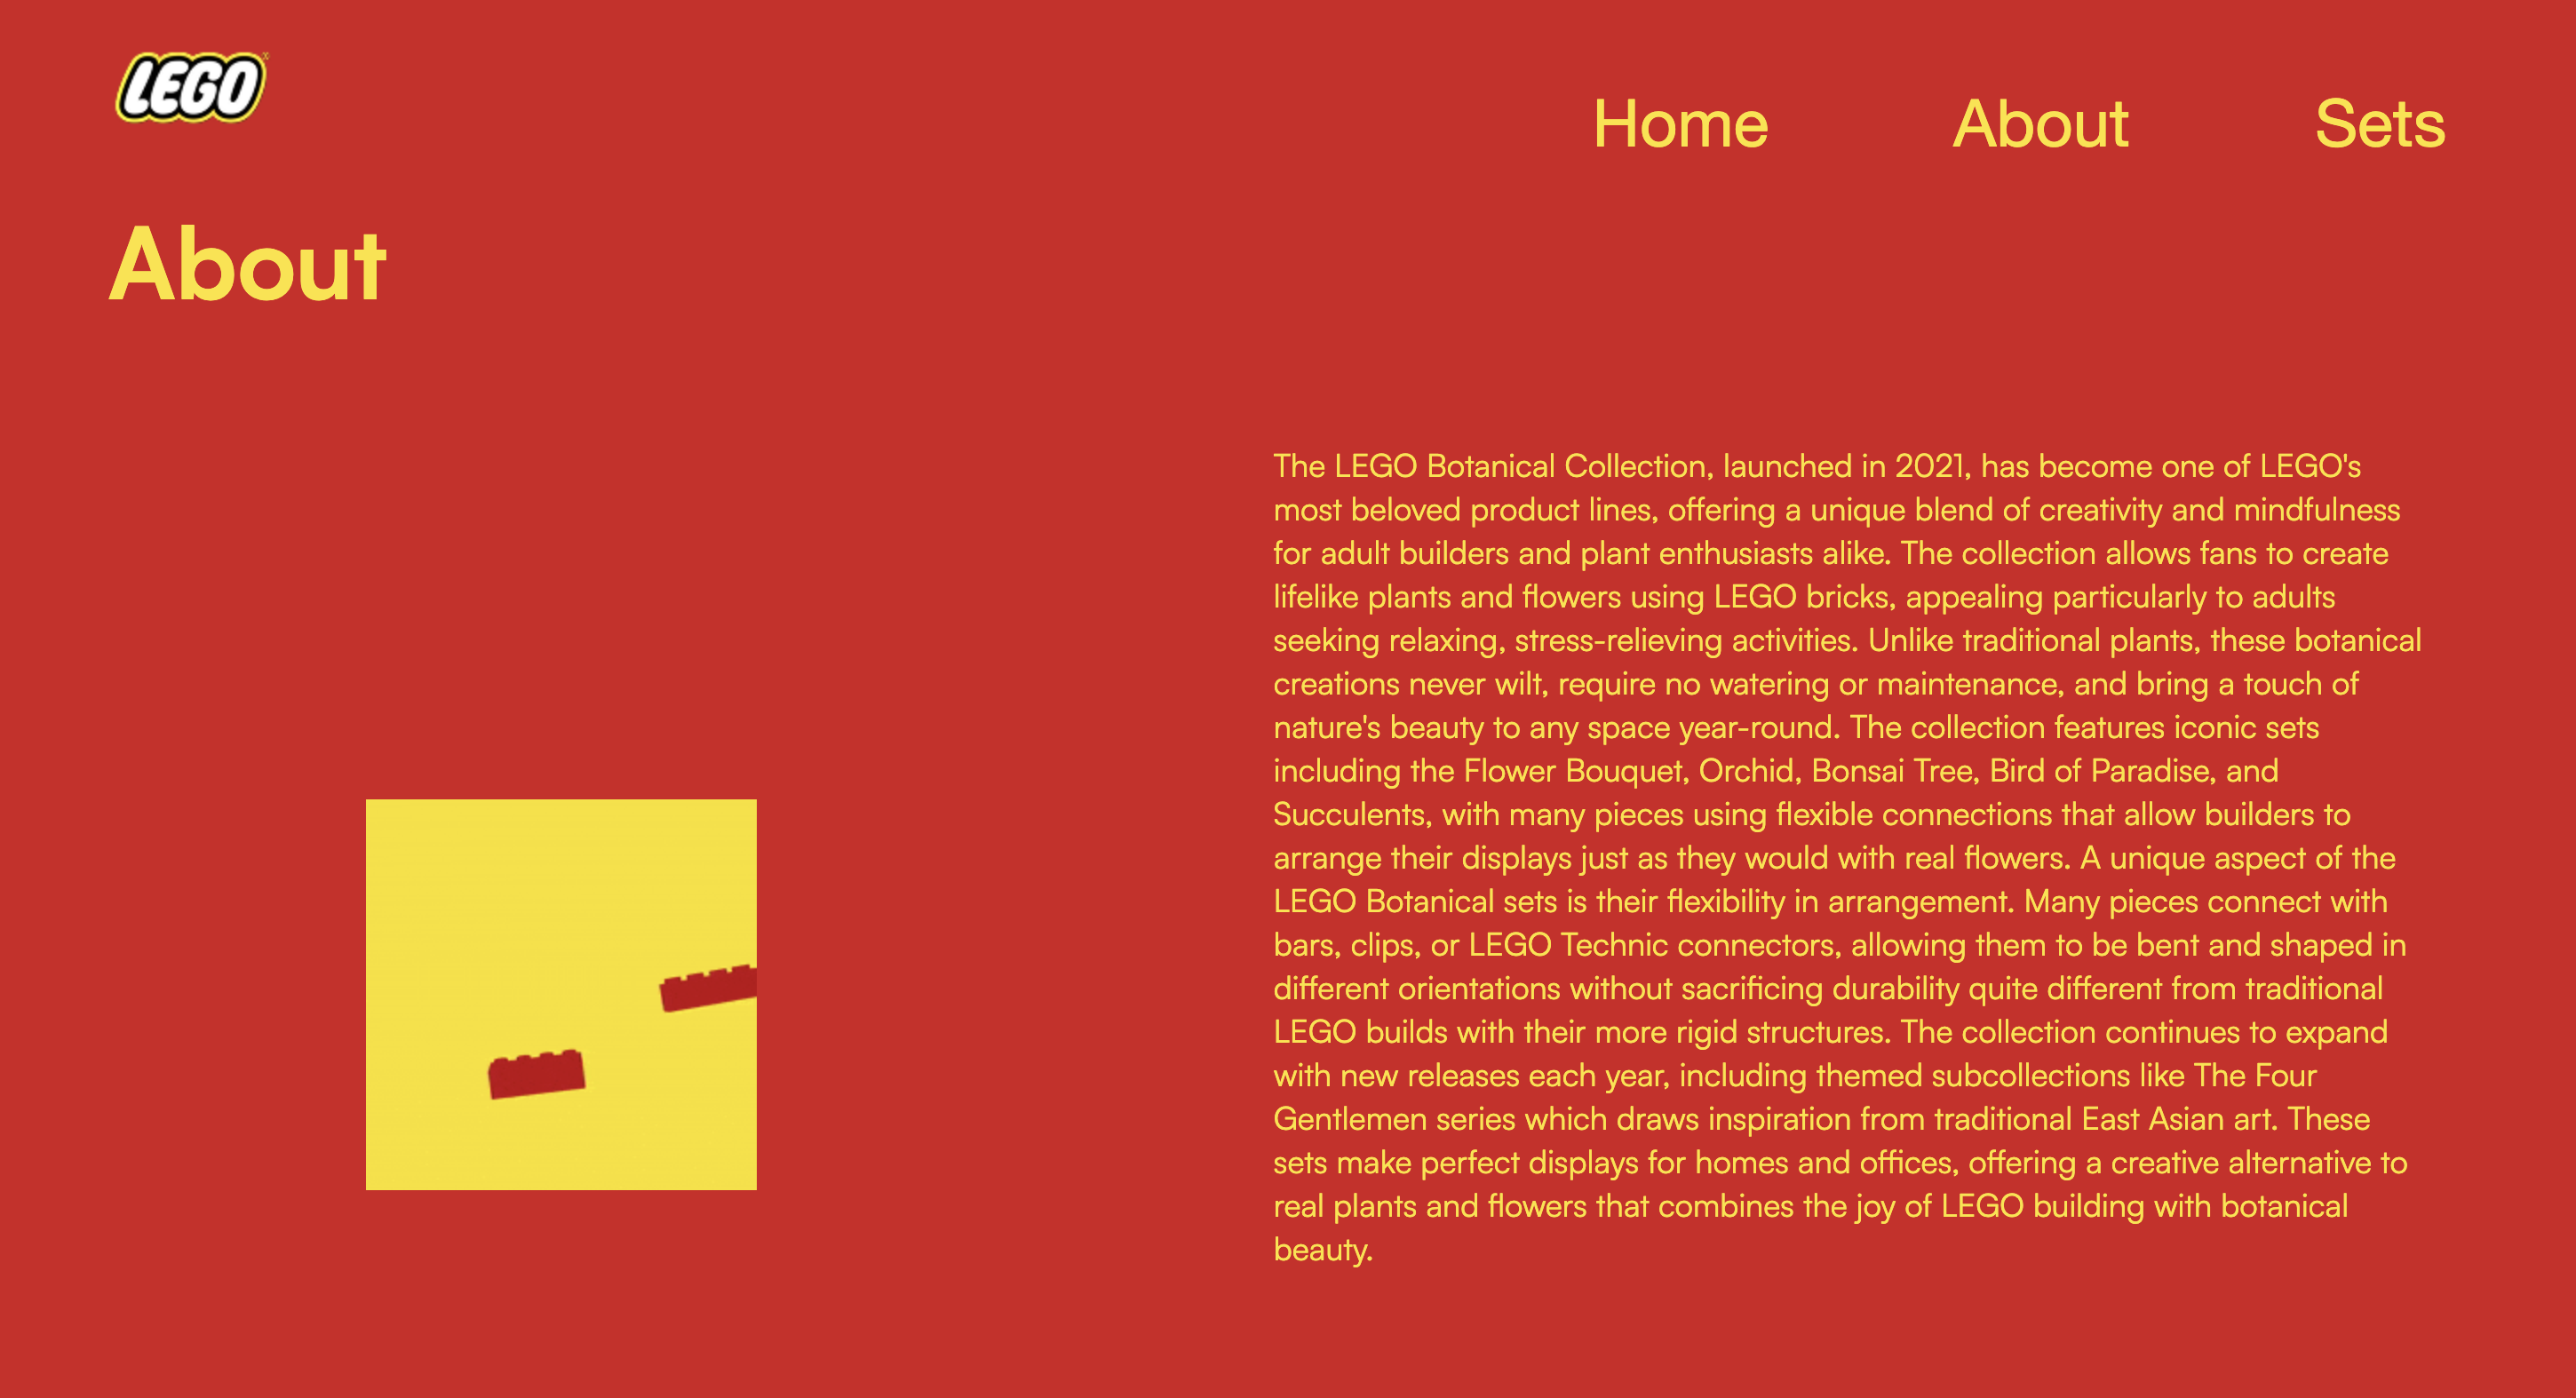 LEGO
Home About Sets
About
The LEGO Botanical Collection, launched in 2021, has become one of LEGO's
most beloved product lines, offering a unique blend of creativity and mindfulness
for adult builders and plant enthusiasts alike. The collection allows fans to create
lifelike plants and flowers using LEGO bricks, appealing particularly to adults
seeking relaxing, stress-relieving activities. Unlike traditional plants, these botanical
creations never wilt, require no watering or maintenance, and bring a touch of
nature's beauty to any space year-round. The collection features iconic sets
including the Flower Bouquet, Orchid, Bonsai Tree, Bird of Paradise, and
Succulents, with many pieces using flexible connections that allow builders to
arrange their displays just as they would with real flowers. A unique aspect of the
LEGO Botanical sets is their flexibility in arrangement. Many pieces connect with
bars, clips, or LEGO Technic connectors, allowing them to be bent and shaped in
different orientations without sacrificing durability quite different from traditional
LEGO builds with their more rigid structures. The collection continues to expand
with new releases each year, including themed subcollections like The Four
Gentlemen series which draws inspiration from traditional East Asian art. These
sets make perfect displays for homes and offices, offering a creative alternative to
real plants and flowers that combines the joy of LEGO building with botanical
beauty.